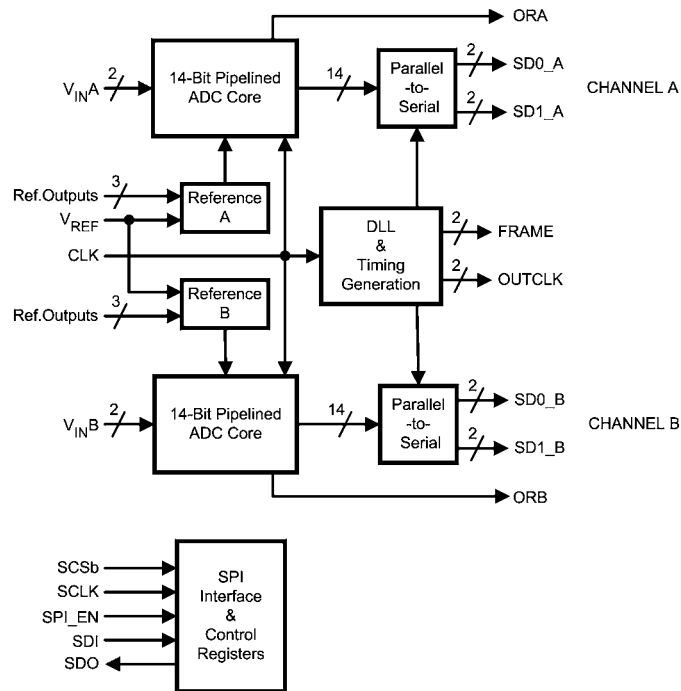 ORA
2
14-Bit Pipelined
ADC Core
14
Parallel
-to-
Serial
2
SD0_A
VINA
CHANNEL A
2
SD1_A
3
Ref.Outputs
Reference
A
VREF
DLL
&
Timing
Generation
2
FRAME
CLK
2
OUTCLK
Reference
B
3
Ref.Outputs
2
14-Bit Pipelined
ADC Core
14
Parallel
-to-
Serial
2
SD0_B
VINB
CHANNEL B
2
SD1_B
ORB
SCSb
SCLK
SPI_EN
SDI
SDO
SPI
Interface
&
Control
Registers